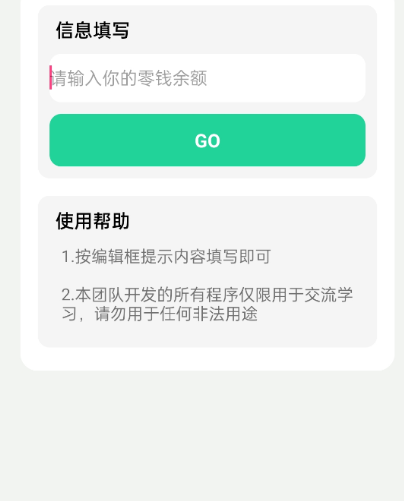 信息填写
请输入你的零钱余额
GO
使用帮助
1.按编辑框提示内容填写即可
2.本团队开发的所有程序仅限用于交流学
习，请勿用于任何非法用途